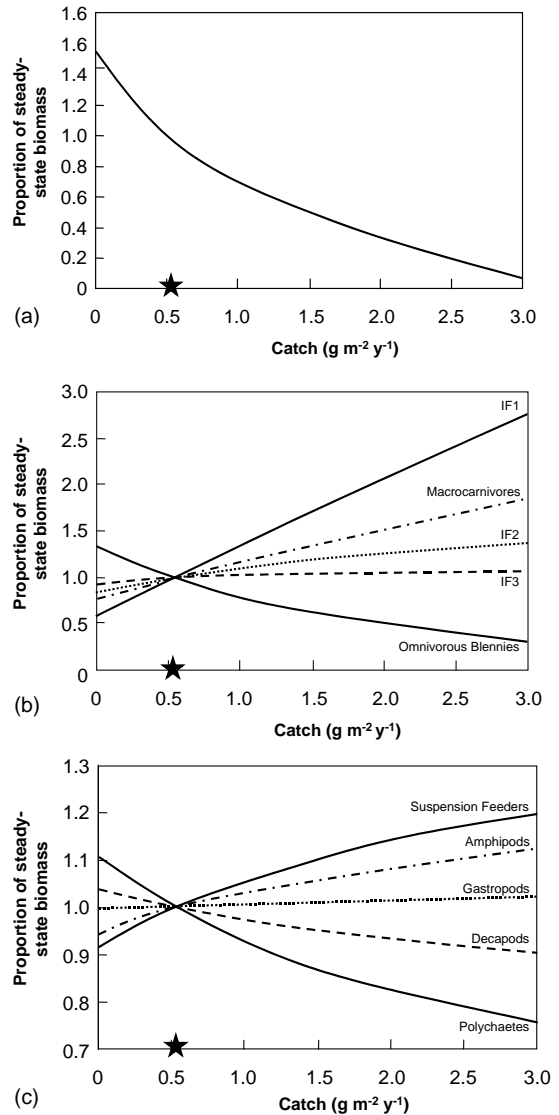 Proportion of steady-
state biomass
1.6
1.6
1.4
1.2
1.0
0.8
0.6
0.4
0.2
0
0 0.5 1.0 1.5 2.0 2.5 3.0
(a)
Catch (g m⁻² y⁻¹)
Proportion of steady-
state biomass
3.0
2.5
2.0
1.5
1.0
0.5
0
IF1
Macrocarnivores
IF2
IF3
Omnivorous Blennies
0 0.5 1.0 1.5 2.0 2.5 3.0
(b)
Catch (g m⁻² y⁻¹)
Proportion of steady-
state biomass
1.3
1.2
1.1
1.0
0.9
0.8
0.7
Suspension Feeders
Amphipods
Gastropods
Decapods
Polychaetes
0 0.5 1.0 1.5 2.0 2.5 3.0
(c)
Catch (g m⁻² y⁻¹)